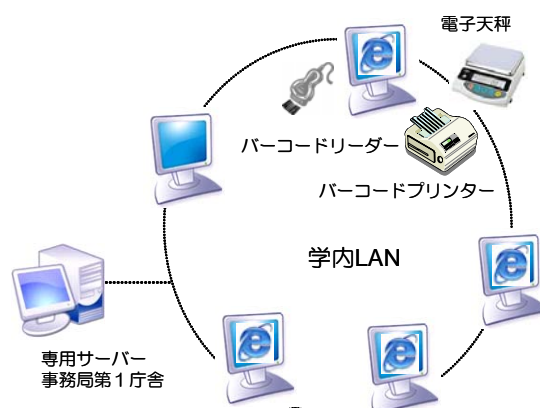 電子天秤
バーコードリーダー
バーコードプリンター
学内LAN
専用サーバー
事務局第１庁舎